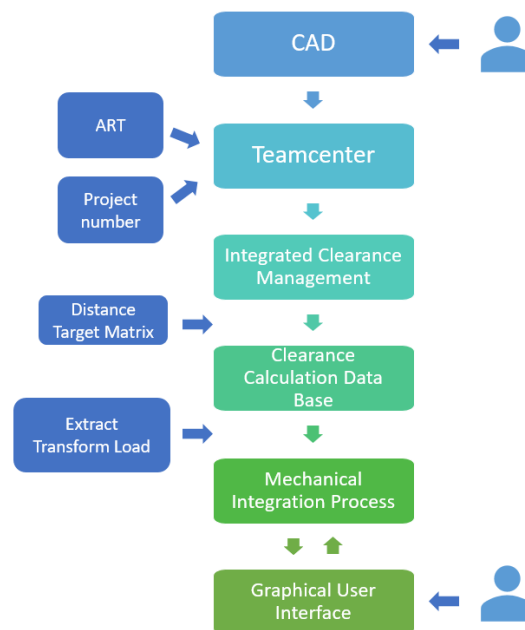 CAD
ART
Teamcenter
Project
number
Integrated Clearance
Management
Distance
Target Matrix
Clearance
Calculation Data
Base
Extract
Transform Load
Mechanical
Integration Process
Graphical User
Interface